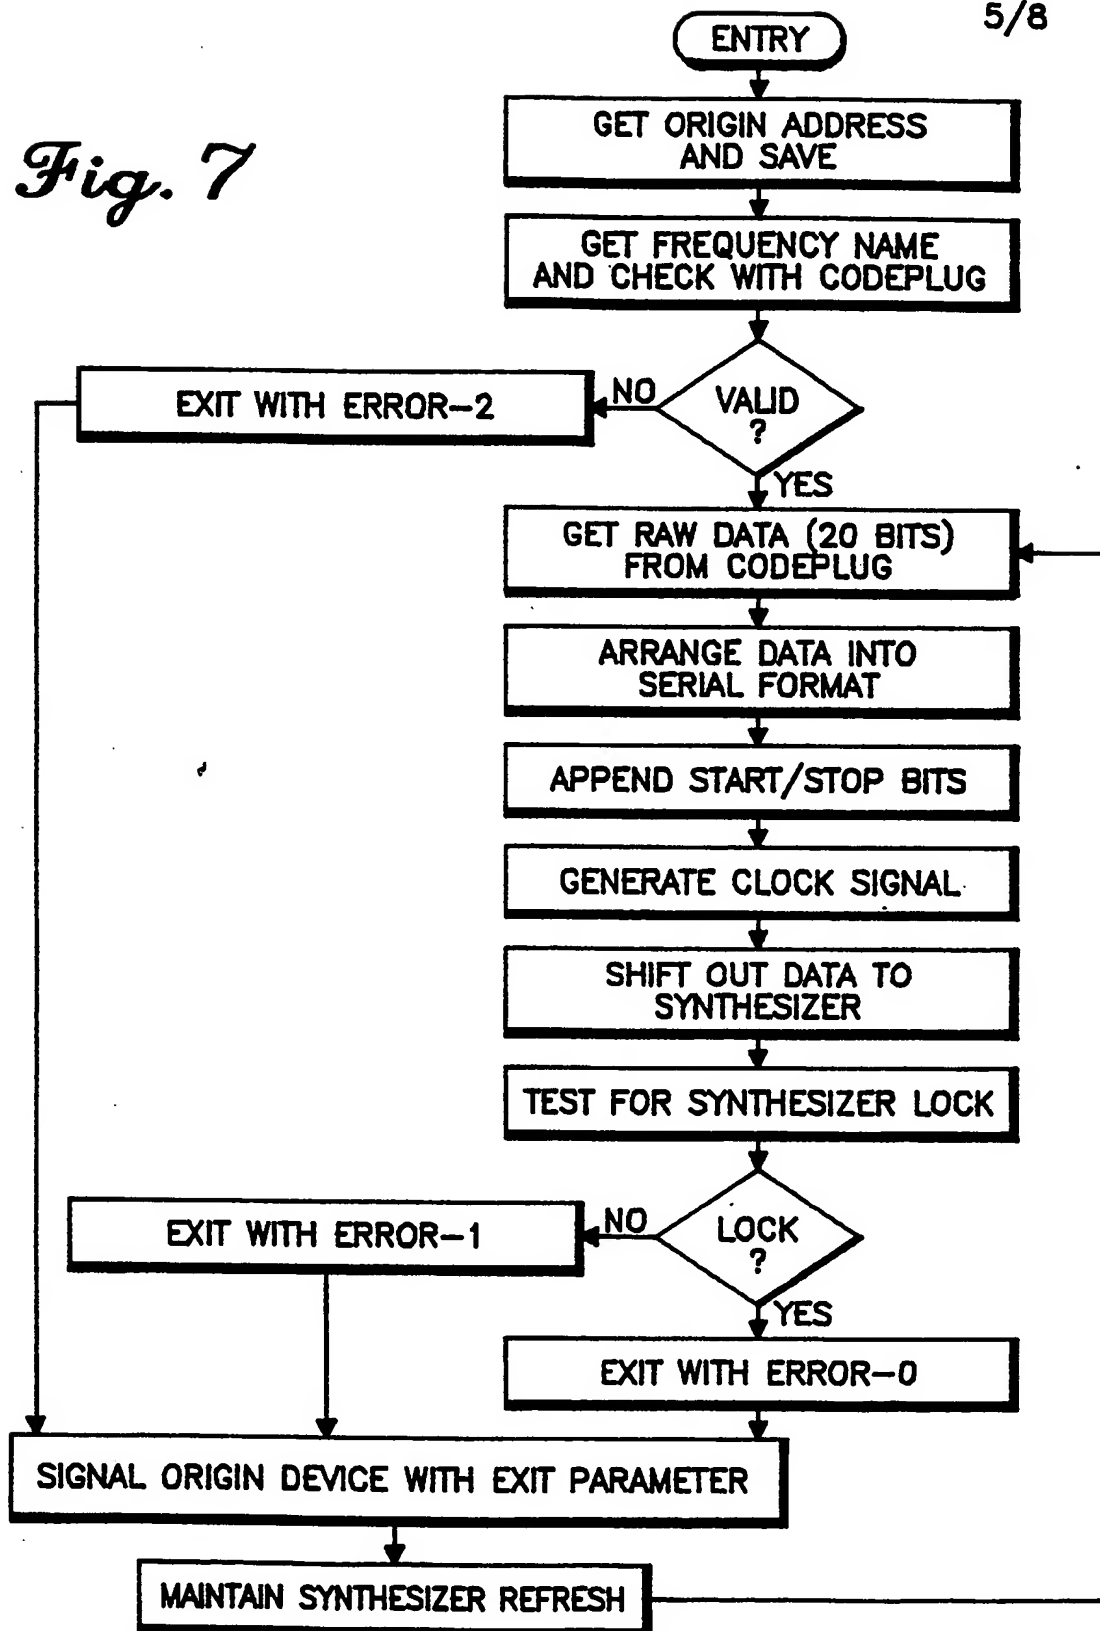 5/8
Fig. 7
ENTRY
GET ORIGIN ADDRESS
AND SAVE
GET FREQUENCY NAME
AND CHECK WITH CODEPLUG
VALID
?
NO
EXIT WITH ERROR-2
YES
GET RAW DATA (20 BITS)
FROM CODEPLUG
ARRANGE DATA INTO
SERIAL FORMAT
APPEND START/STOP BITS
GENERATE CLOCK SIGNAL
SHIFT OUT DATA TO
SYNTHESIZER
TEST FOR SYNTHESIZER LOCK
LOCK
?
NO
EXIT WITH ERROR-1
YES
EXIT WITH ERROR-0
SIGNAL ORIGIN DEVICE WITH EXIT PARAMETER
MAINTAIN SYNTHESIZER REFRESH